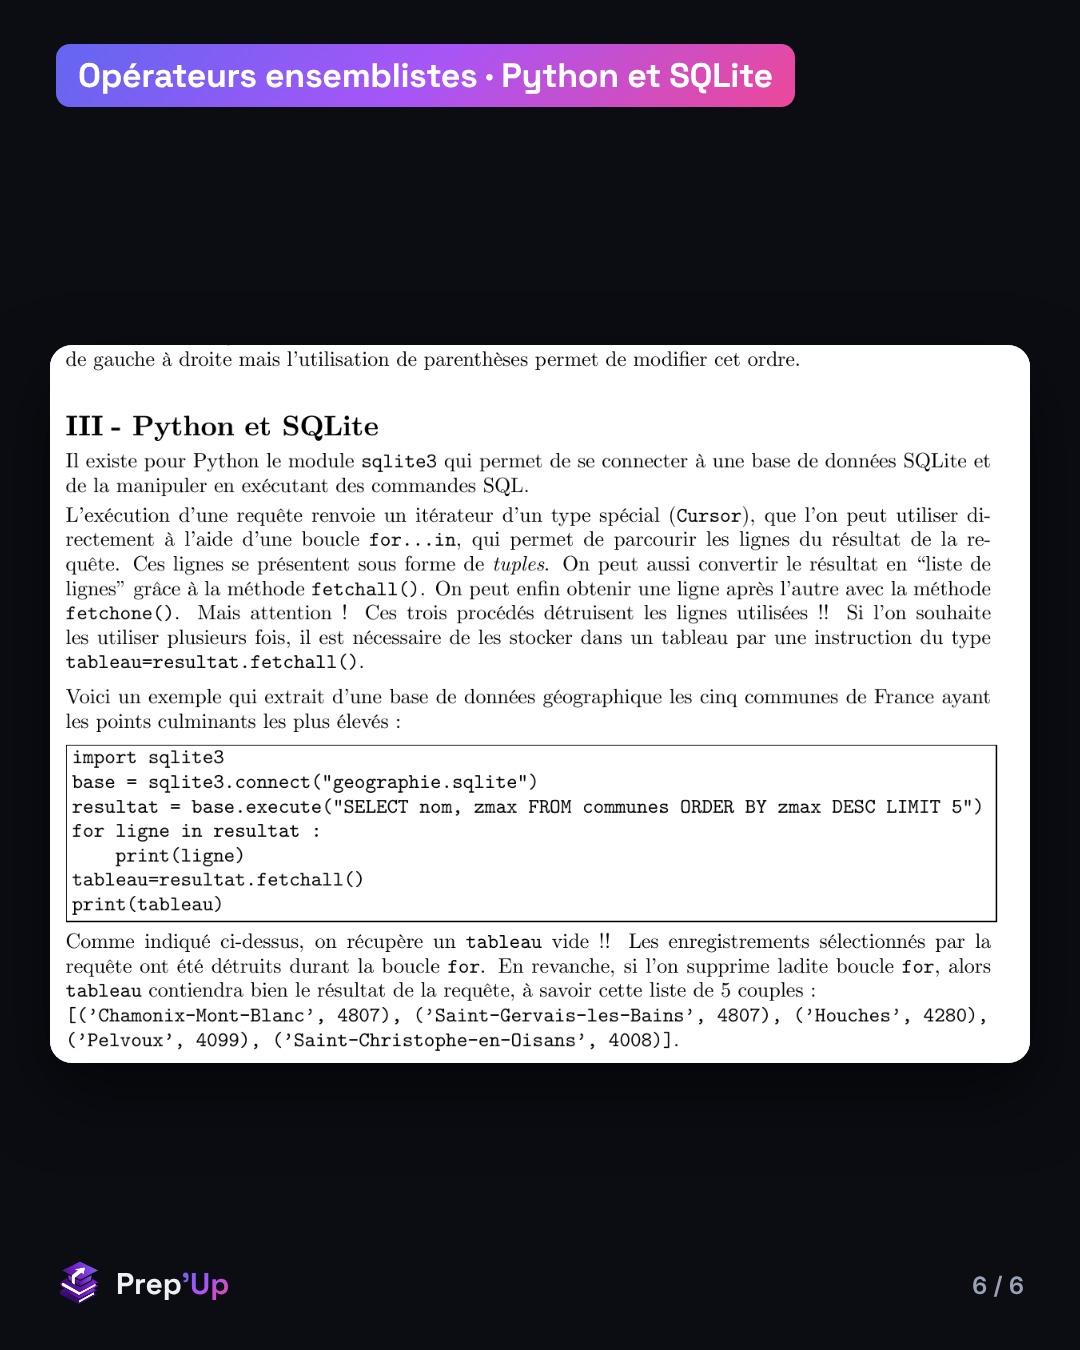 Opérateurs ensemblistes · Python et SQLite
de gauche à droite mais l'utilisation de parenthèses permet de modifier cet ordre.
III - Python et SQLite
Il existe pour Python le module sqlite3 qui permet de se connecter à une base de données SQLite et
de la manipuler en exécutant des commandes SQL.
L'exécution d'une requête renvoie un itérateur d'un type spécial (Cursor), que l'on peut utiliser di-
rectement à l'aide d'une boucle for...in, qui permet de parcourir les lignes du résultat de la re-
quête. Ces lignes se présentent sous forme de tuples. On peut aussi convertir le résultat en “liste de
lignes” grâce à la méthode fetchall(). On peut enfin obtenir une ligne après l'autre avec la méthode
fetchone(). Mais attention ! Ces trois procédés détruisent les lignes utilisées !! Si l'on souhaite
les utiliser plusieurs fois, il est nécessaire de les stocker dans un tableau par une instruction du type
tableau=resultat.fetchall().
Voici un exemple qui extrait d'une base de données géographique les cinq communes de France ayant
les points culminants les plus élevés :
import sqlite3
base = sqlite3.connect("geographie.sqlite")
resultat = base.execute("SELECT nom, zmax FROM communes ORDER BY zmax DESC LIMIT 5")
for ligne in resultat :
    print(ligne)
tableau=resultat.fetchall()
print(tableau)
Comme indiqué ci-dessus, on récupère un tableau vide !! Les enregistrements sélectionnés par la
requête ont été détruits durant la boucle for. En revanche, si l'on supprime ladite boucle for, alors
tableau contiendra bien le résultat de la requête, à savoir cette liste de 5 couples :
[('Chamonix-Mont-Blanc', 4807), ('Saint-Gervais-les-Bains', 4807), ('Houches', 4280),
('Pelvoux', 4099), ('Saint-Christophe-en-Oisans', 4008)].
Prep'Up
6 / 6